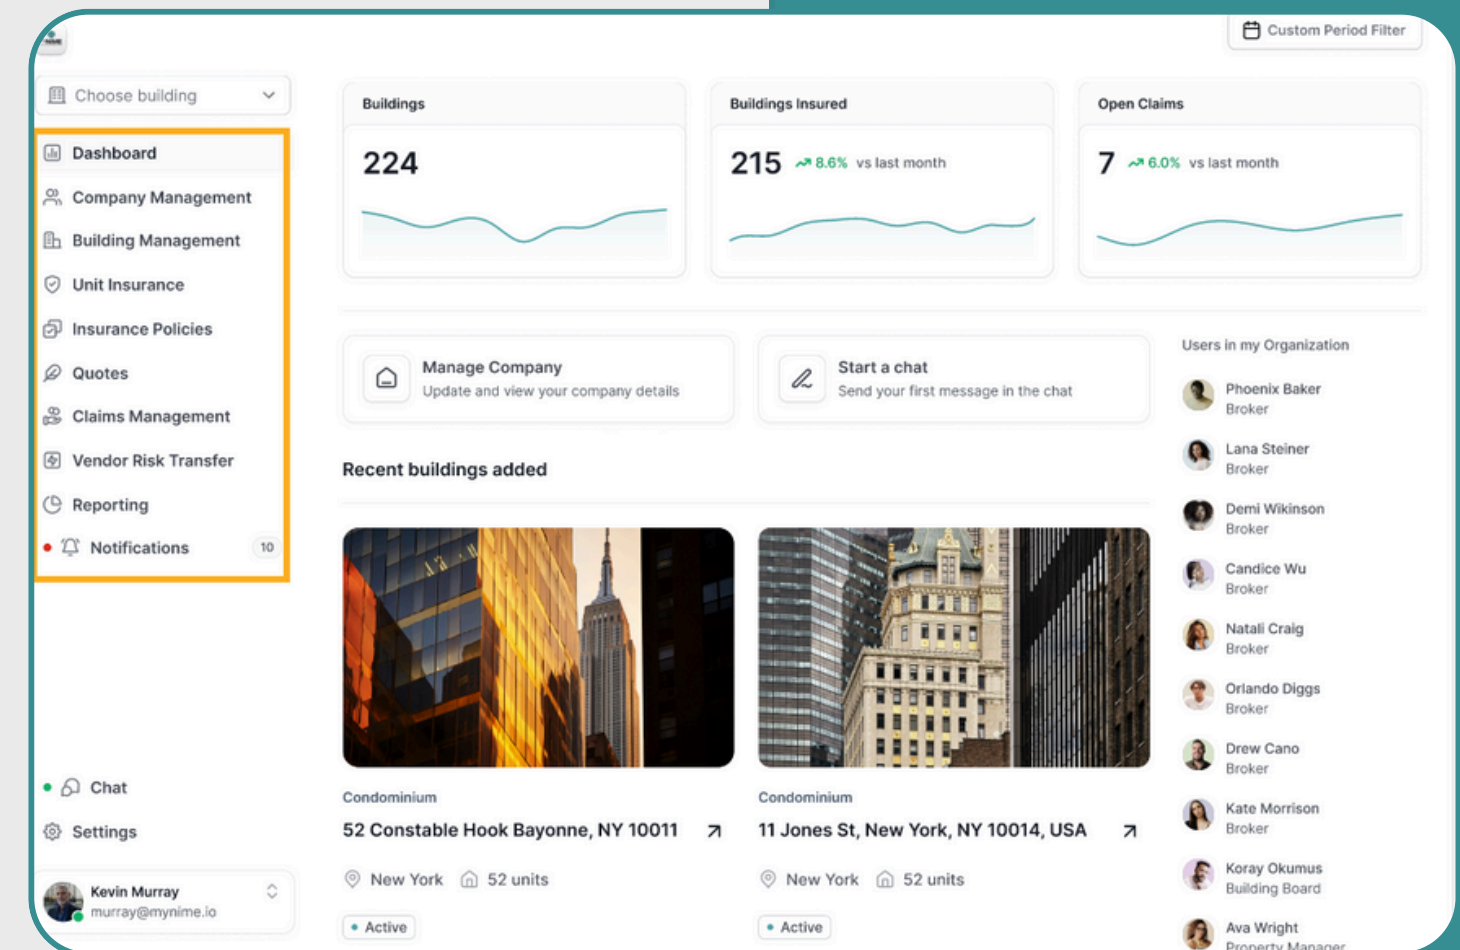 Custom Period Filter
Choose building
Dashboard
Company Management
Building Management
Unit Insurance
Insurance Policies
Quotes
Claims Management
Vendor Risk Transfer
Reporting
Notifications 10
Chat
Settings
Kevin Murray
murray@mynime.io
Buildings
224
Buildings Insured
215 8.6% vs last month
Open Claims
7 6.0% vs last month
Manage Company
Update and view your company details
Start a chat
Send your first message in the chat
Recent buildings added
Condominium
52 Constable Hook Bayonne, NY 10011
New York 52 units
Active
Condominium
11 Jones St, New York, NY 10014, USA
New York 52 units
Active
Users in my Organization
Phoenix Baker
Broker
Lana Steiner
Broker
Demi Wikinson
Broker
Candice Wu
Broker
Natali Craig
Broker
Orlando Diggs
Broker
Drew Cano
Broker
Kate Morrison
Broker
Koray Okumus
Building Board
Ava Wright
Property Manager